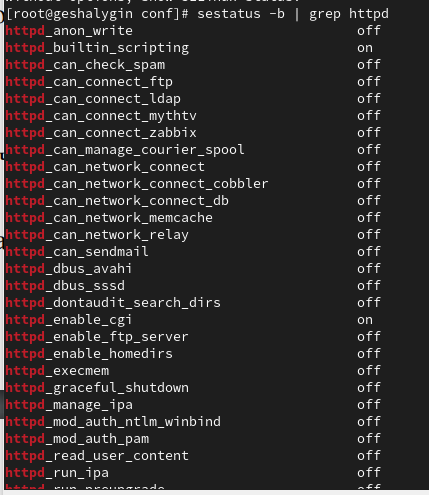 [root@geshalygin conf]# sestatus -b | grep httpd
httpd_anon_write off
httpd_builtin_scripting on
httpd_can_check_spam off
httpd_can_connect_ftp off
httpd_can_connect_ldap off
httpd_can_connect_mythtv off
httpd_can_connect_zabbix off
httpd_can_manage_courier_spool off
httpd_can_network_connect off
httpd_can_network_connect_cobbler off
httpd_can_network_connect_db off
httpd_can_network_memcache off
httpd_can_network_relay off
httpd_can_sendmail off
httpd_dbus_avahi off
httpd_dbus_sssd off
httpd_dontaudit_search_dirs off
httpd_enable_cgi on
httpd_enable_ftp_server off
httpd_enable_homedirs off
httpd_execmem off
httpd_graceful_shutdown off
httpd_manage_ipa off
httpd_mod_auth_ntlm_winbind off
httpd_mod_auth_pam off
httpd_read_user_content off
httpd_run_ipa off